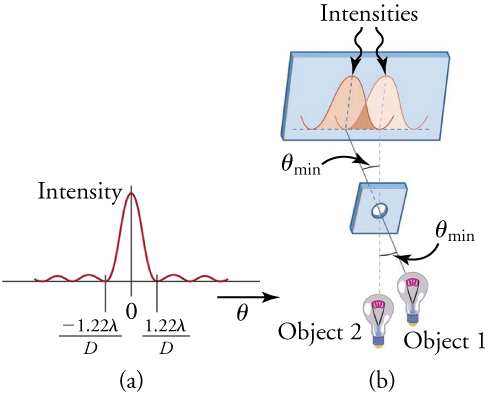 Intensities
θmin
Intensity
θmin
0
θ
−1.22λ
D
1.22λ
D
Object 2
Object 1
(a)
(b)